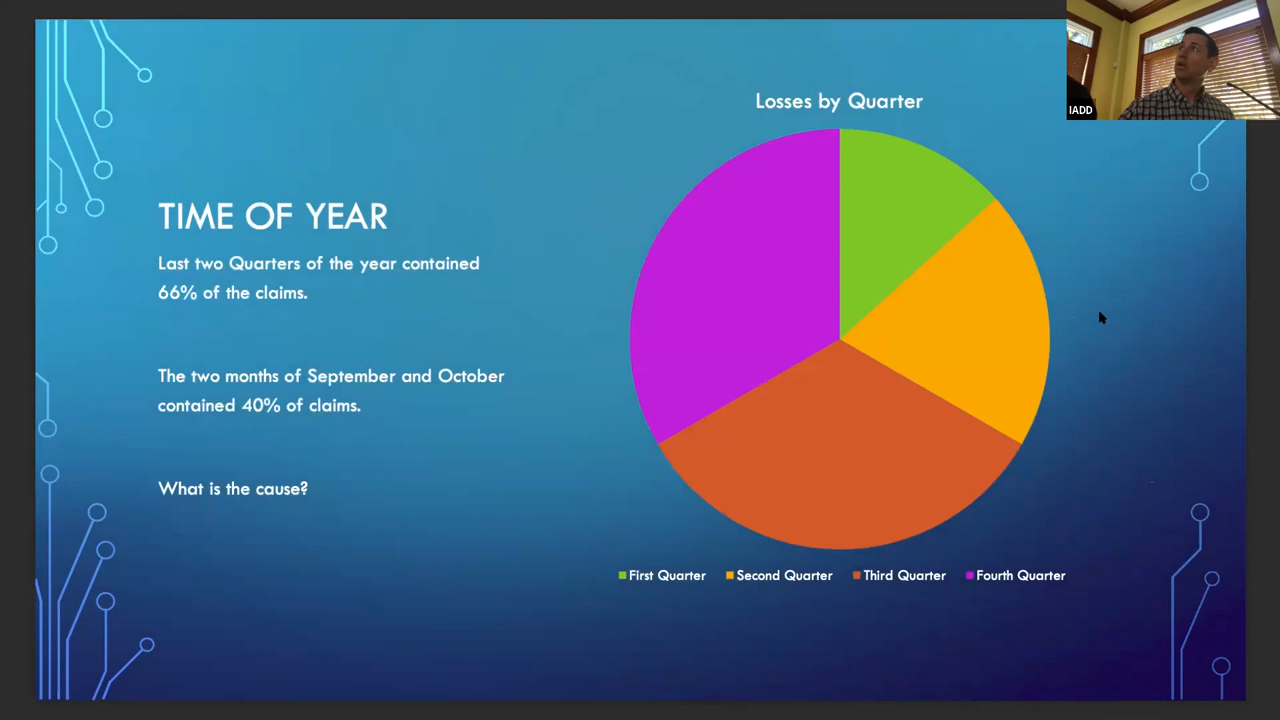 IADD
Losses by Quarter
TIME OF YEAR
Last two Quarters of the year contained
66% of the claims.
The two months of September and October
contained 40% of claims.
What is the cause?
First Quarter Second Quarter Third Quarter Fourth Quarter